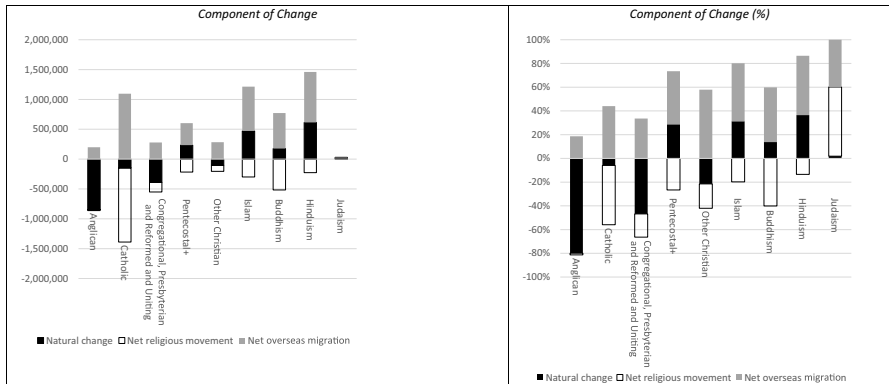 Component of Change
2,000,000
1,500,000
1,000,000
500,000
0
-500,000
-1,000,000
-1,500,000
-2,000,000
Anglican
Catholic
Congregational, Presbyterian
and Reformed and Uniting
Pentecostal+
Other Christian
Islam
Buddhism
Hinduism
Judaism
Natural change
Net religious movement
Net overseas migration
Component of Change (%)
100%
80%
60%
40%
20%
0%
-20%
-40%
-60%
-80%
-100%
Anglican
Catholic
Congregational, Presbyterian
and Reformed and Uniting
Pentecostal+
Other Christian
Islam
Buddhism
Hinduism
Judaism
Natural change
Net religious movement
Net overseas migration